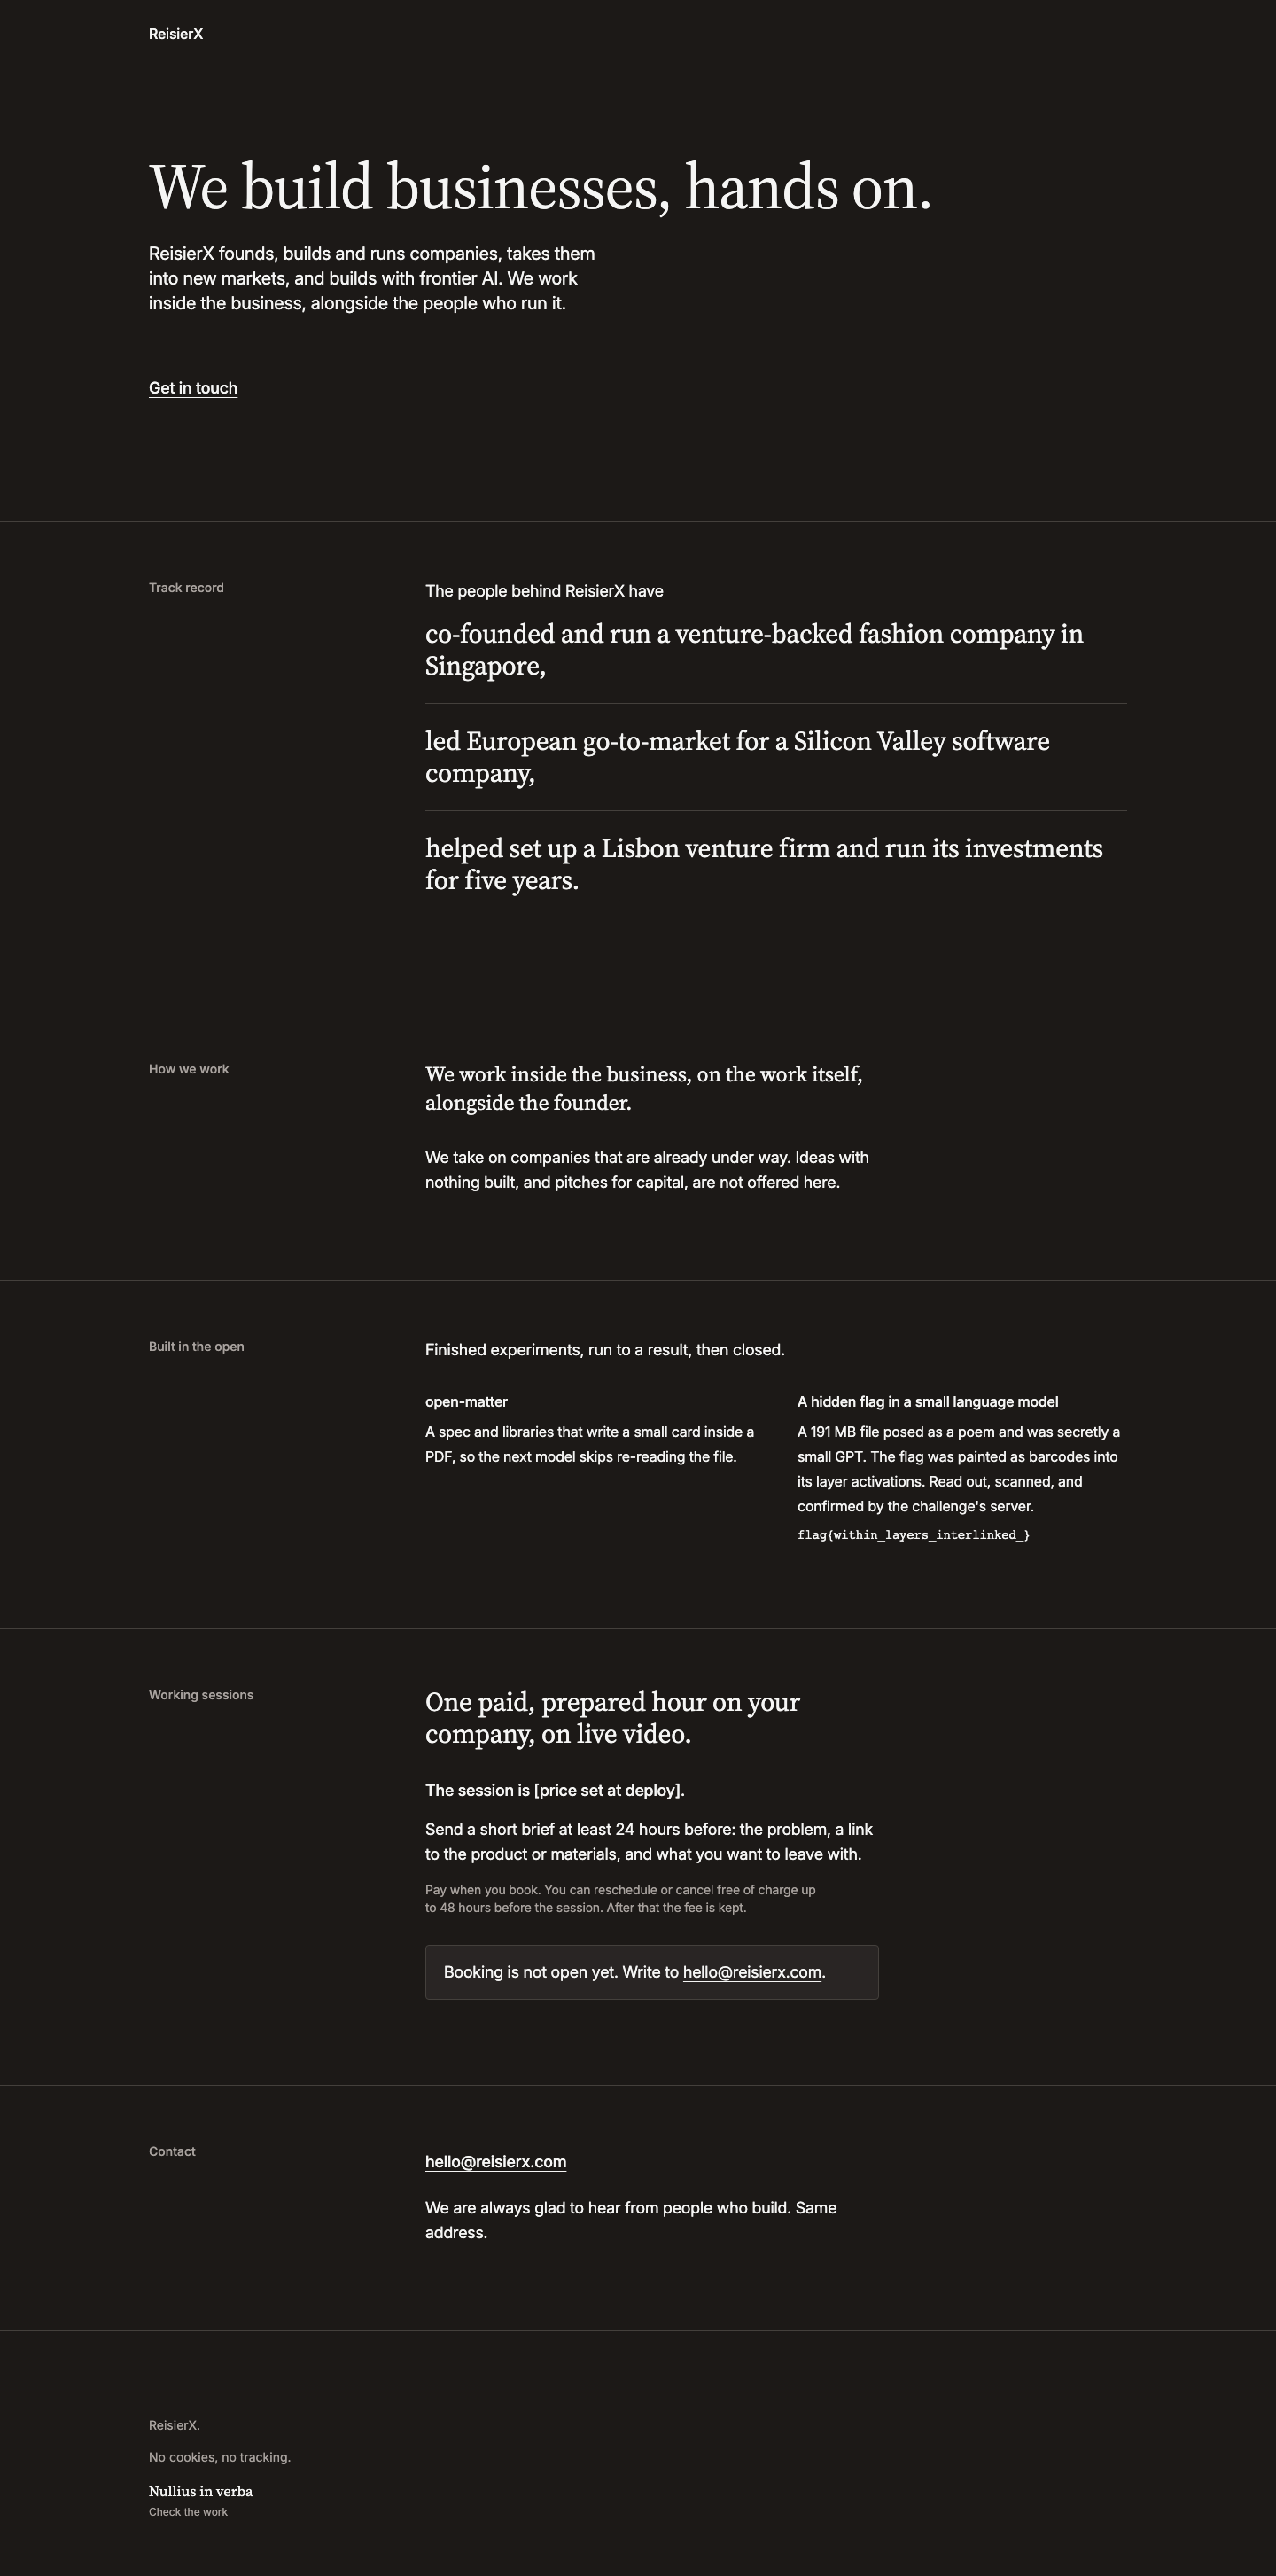 ReisierX
We build businesses, hands on.
ReisierX founds, builds and runs companies, takes them
into new markets, and builds with frontier AI. We work
inside the business, alongside the people who run it.
Get in touch
Track record
The people behind ReisierX have
co-founded and run a venture-backed fashion company in
Singapore,
led European go-to-market for a Silicon Valley software
company,
helped set up a Lisbon venture firm and run its investments
for five years.
How we work
We work inside the business, on the work itself,
alongside the founder.
We take on companies that are already under way. Ideas with
nothing built, and pitches for capital, are not offered here.
Built in the open
Finished experiments, run to a result, then closed.
open-matter
A spec and libraries that write a small card inside a
PDF, so the next model skips re-reading the file.
A hidden flag in a small language model
A 191 MB file posed as a poem and was secretly a
small GPT. The flag was painted as barcodes into
its layer activations. Read out, scanned, and
confirmed by the challenge's server.
flag{within_layers_interlinked_}
Working sessions
One paid, prepared hour on your
company, on live video.
The session is [price set at deploy].
Send a short brief at least 24 hours before: the problem, a link
to the product or materials, and what you want to leave with.
Pay when you book. You can reschedule or cancel free of charge up
to 48 hours before the session. After that the fee is kept.
Booking is not open yet. Write to hello@reisierx.com.
Contact
hello@reisierx.com
We are always glad to hear from people who build. Same
address.
ReisierX.
No cookies, no tracking.
Nullius in verba
Check the work